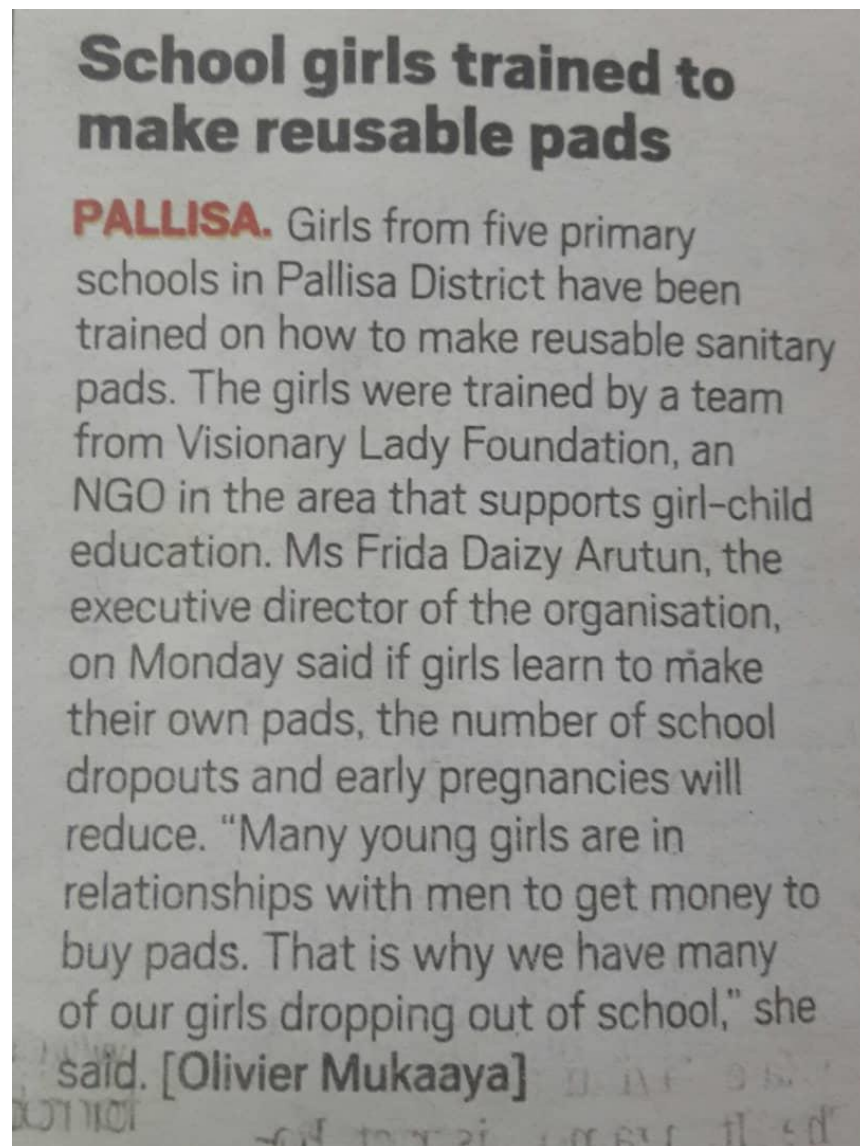 School girls trained to
make reusable pads
PALLISA. Girls from five primary
schools in Pallisa District have been
trained on how to make reusable sanitary
pads. The girls were trained by a team
from Visionary Lady Foundation, an
NGO in the area that supports girl-child
education. Ms Frida Daizy Arutun, the
executive director of the organisation,
on Monday said if girls learn to make
their own pads, the number of school
dropouts and early pregnancies will
reduce. “Many young girls are in
relationships with men to get money to
buy pads. That is why we have many
of our girls dropping out of school,” she
said. [Olivier Mukaaya]